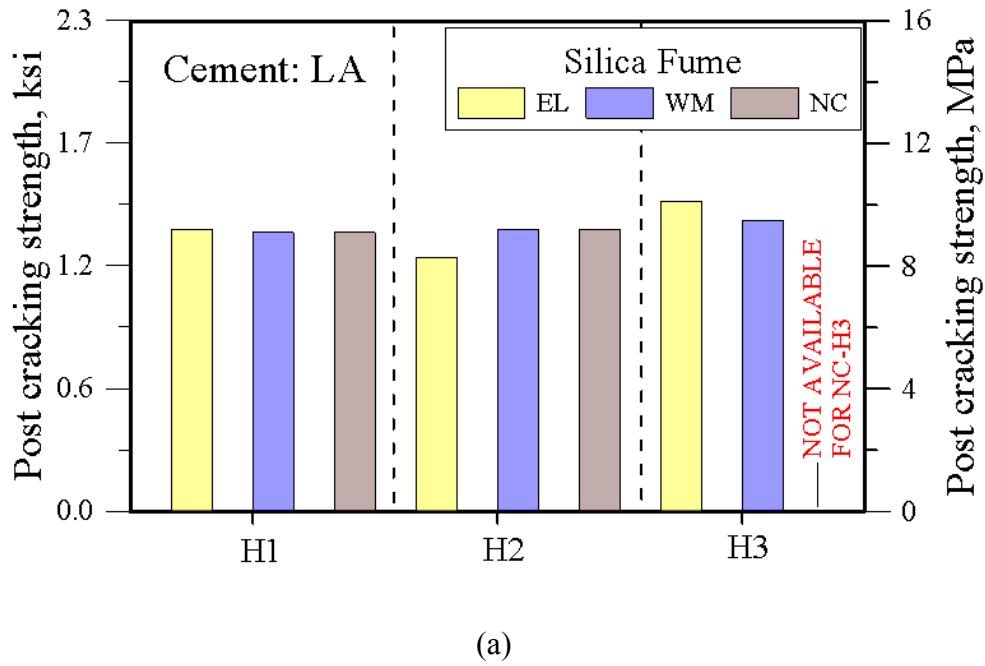 Post cracking strength, ksi
2.3
1.7
1.2
0.6
0.0
Cement: LA
Silica Fume
EL WM NC
NOT AVAILABLE
FOR NC-H3
H1 H2 H3
16
12
8
4
0
Post cracking strength, MPa
(a)